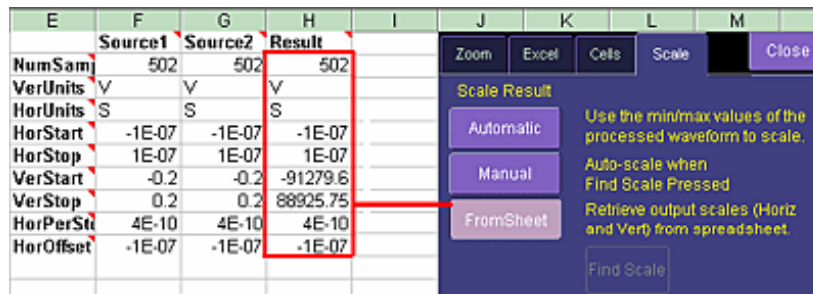 E F G H I J K L M
Source1 Source2 Result
NumSamp 502 502 502
VerUnits V V V
HorUnits S S S
HorStart -1E-07 -1E-07 -1E-07
HorStop 1E-07 1E-07 1E-07
VerStart -0.2 -0.2 -91279.6
VerStop 0.2 0.2 88925.75
HorPerSt 4E-10 4E-10 4E-10
HorOffset -1E-07 -1E-07 -1E-07
Zoom Excel Cells Scale Close
Scale Result
Automatic
Use the min/max values of the
processed waveform to scale.
Manual
Auto-scale when
Find Scale Pressed
FromSheet
Retrieve output scales (Horiz
and Vert) from spreadsheet.
Find Scale